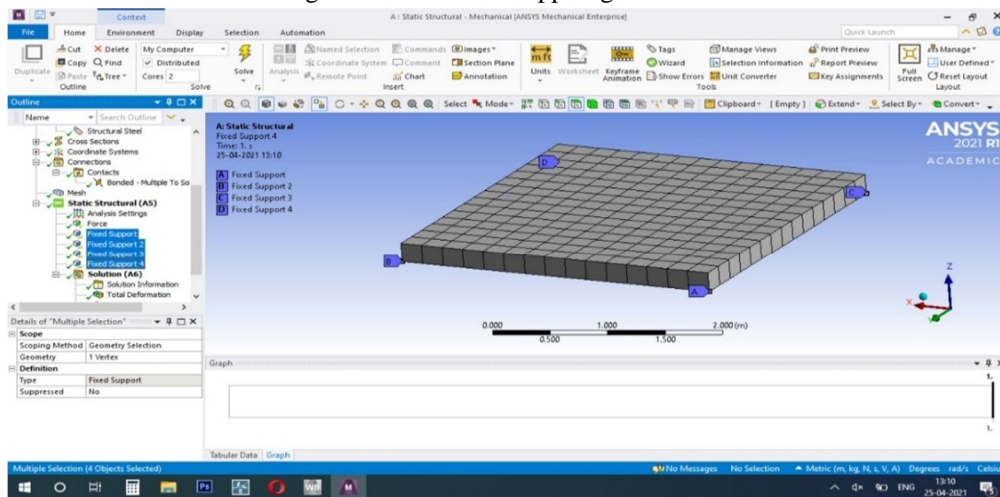 Context
A : Static Structural - Mechanical [ANSYS Mechanical Enterprise]
File Home Environment Display Selection Automation
Quick Launch
Duplicate
Cut
Copy
Paste
Delete
Find
Tree
Outline
My Computer
Distributed
Cores 2
Solve
Solve
Analysis
Named Selection
Coordinate System
Remote Point
Commands
Comment
Chart
Images
Section Plane
Annotation
Insert
Units
Worksheet
Keyframe Animation
Tags
Wizard
Show Errors
Manage Views
Selection Information
Unit Converter
Print Preview
Report Preview
Key Assignments
Tools
Full Screen
Manage
User Defined
Reset Layout
Layout
Outline
Name Search Outline
Select Mode Clipboard [ Empty ] Extend Select By Convert
Structural Steel
Cross Sections
Coordinate Systems
Connections
Contacts
Bonded - Multiple To So
Mesh
Static Structural (A5)
Analysis Settings
Force
Fixed Support
Fixed Support 2
Fixed Support 3
Fixed Support 4
Solution (A6)
Solution Information
Total Deformation
A: Static Structural
Fixed Support 4
Time: 1. s
25-04-2021 13:10
A Fixed Support
B Fixed Support 2
C Fixed Support 3
D Fixed Support 4
ANSYS
2021 R1
ACADEMIC
D
C
B
A
Z
X
Y
0.000 1.000 2.000 (m)
0.500 1.500
Details of "Multiple Selection"
Scope
Scoping Method Geometry Selection
Geometry 1 Vertex
Definition
Type Fixed Support
Suppressed No
Graph
1.
1.
Tabular Data Graph
Multiple Selection (4 Objects Selected) No Messages No Selection Metric (m, kg, N, s, V, A) Degrees rad/s Celsiu
Ps
WB
M
ENG
13:10
25-04-2021